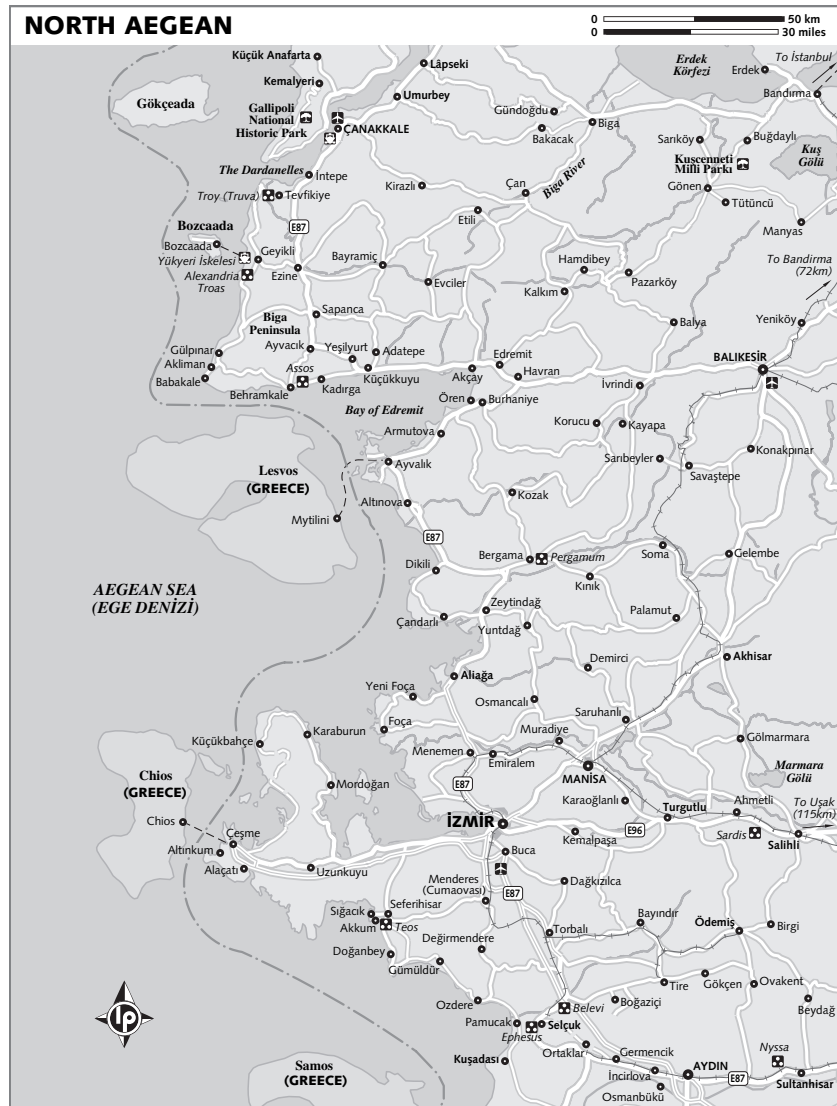 NORTH AEGEAN
0 50 km
0 30 miles
Küçük Anafarta
Lâpseki
Erdek
Körfezi
Erdek
To İstanbul
Kemalyeri
Umurbey
Bandırma
Gökçeada
Gallipoli
National
Historic Park
ÇANAKKALE
Gündoğdu
Bakacak
Biga
Sarıköy
Buğdaylı
Kuşcenneti
Milli Parkı
Kuş
Gölü
The Dardanelles
İntepe
Kirazlı
Çan
Biga River
Gönen
Tütüncü
Troy (Truva)
Tevfikiye
Etili
Manyas
Bozcaada
Bozcaada
E87
Geyikli
Yükyeri İskelesi
Ezine
Bayramiç
Hamdibey
To Bandırma
(72km)
Alexandria
Troas
Evciler
Kalkım
Pazarköy
Sapanca
Biga
Peninsula
Balya
Yeniköy
Ayvacık
Yeşilyurt
Adatepe
Gülpınar
Akliman
Babakale
Assos
Behramkale
Kadırga
Küçükkuyu
Akçay
Edremit
Havran
BALIKESİR
İvrindi
Bay of Edremit
Ören
Burhaniye
Armutova
Korucu
Kayapa
Konakpınar
Sarıbeyler
Savaştepe
Lesvos
(GREECE)
Ayvalık
Altınova
Kozak
Mytilini
E87
Bergama
Pergamum
Soma
Gelembe
Dikili
Kınık
AEGEAN SEA
(EGE DENİZİ)
Zeytindağ
Çandarlı
Yuntdağ
Palamut
Akhisar
Aliağa
Demirci
Yeni Foça
Osmancalı
Foça
Saruhanlı
Küçükbahçe
Karaburun
Muradiye
Gölmarmara
Menemen
Emiralem
MANİSA
Marmara
Gölü
Chios
(GREECE)
Mordoğan
E87
Karaoğlanlı
Turgutlu
Ahmetli
To Uşak
(115km)
Chios
İZMİR
E96
Kemalpaşa
Sardis
Salihli
Çeşme
Altınkum
Alaçatı
Uzunkuyu
Buca
Menderes
(Cumaovası)
E87
Dağkızılca
Seferihisar
Sığacık
Akkum
Teos
Bayındır
Ödemiş
Birgi
Torbalı
Doğanbey
Değirmendere
Gümüldür
Tire
Gökçen
Ovakent
Ozdere
Belevi
Boğaziçi
Beydağ
Pamucak
Ephesus
Selçuk
lp
Kuşadası
Ortaklar
Germencik
Nyssa
İncirlova
AYDIN
E87
Sultanhisar
Osmanbükü
Samos
(GREECE)